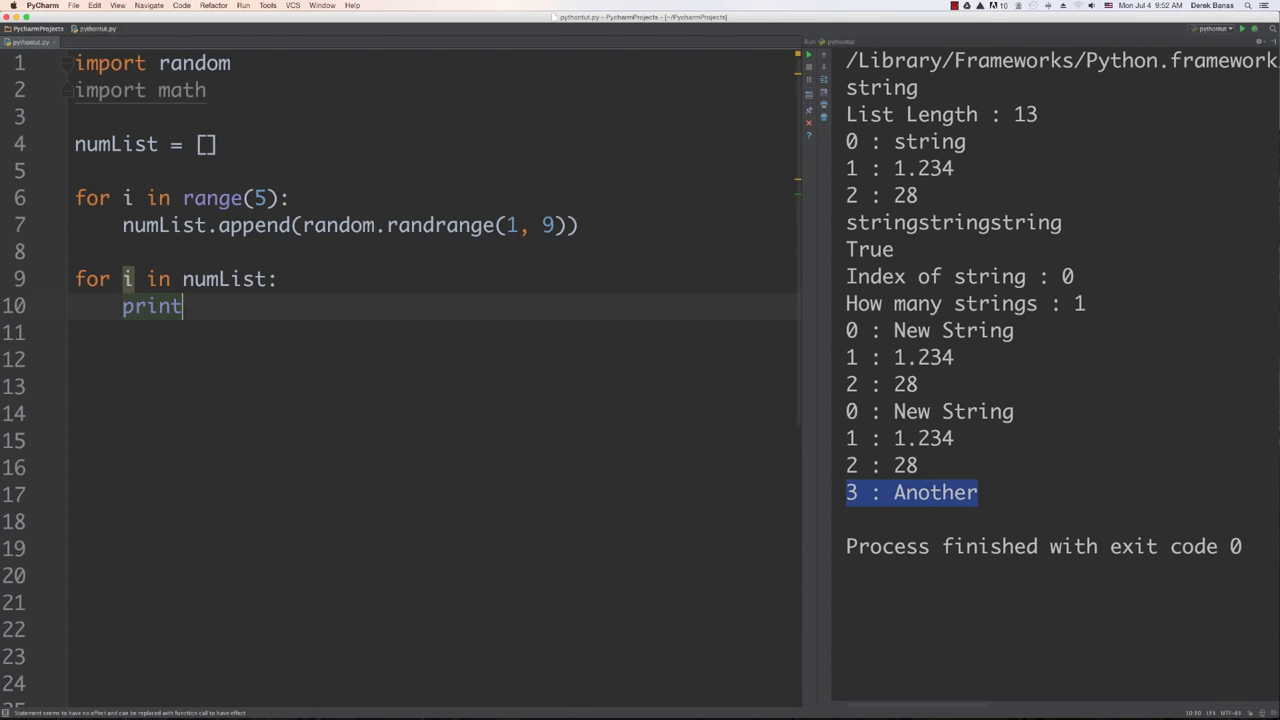 PyCharm File Edit View Navigate Code Refactor Run Tools VCS Window Help 10 Mon Jul 4 9:52 AM Derek Banas
pythontut.py - PycharmProjects - [~/PycharmProjects]
PycharmProjects pythontut.py pythontut
pythontut.py
Run pythontut
1 import random
2 import math
3
4 numList = []
5
6 for i in range(5):
7 numList.append(random.randrange(1, 9))
8
9 for i in numList:
10 print
11
12
13
14
15
16
17
18
19
20
21
22
23
24
/Library/Frameworks/Python.framework
string
List Length : 13
0 : string
1 : 1.234
2 : 28
stringstringstring
True
Index of string : 0
How many strings : 1
0 : New String
1 : 1.234
2 : 28
0 : New String
1 : 1.234
2 : 28
3 : Another
Process finished with exit code 0
Statement seems to have no effect and can be replaced with function call to have effect
10:10 LF≑ UTF-8≑